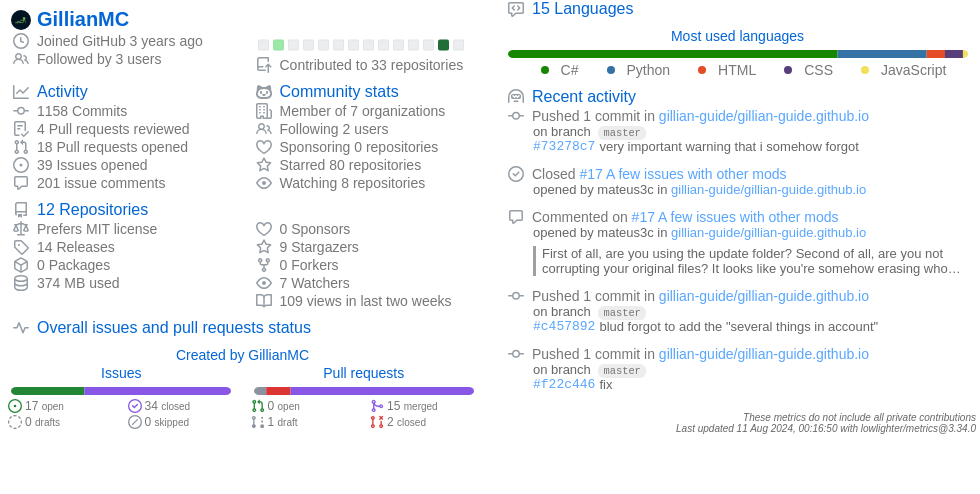 GillianMC
Joined GitHub 3 years ago
Followed by 3 users
Contributed to 33 repositories
Activity
1158 Commits
4 Pull requests reviewed
18 Pull requests opened
39 Issues opened
201 issue comments
Community stats
Member of 7 organizations
Following 2 users
Sponsoring 0 repositories
Starred 80 repositories
Watching 8 repositories
12 Repositories
Prefers MIT license
14 Releases
0 Packages
374 MB used
0 Sponsors
9 Stargazers
0 Forkers
7 Watchers
109 views in last two weeks
Overall issues and pull requests status
Created by GillianMC
Issues
17 open
34 closed
0 drafts
0 skipped
Pull requests
0 open
15 merged
1 draft
2 closed
15 Languages
Most used languages
C# Python HTML CSS JavaScript
Recent activity
Pushed 1 commit in gillian-guide/gillian-guide.github.io
on branch master
#73278c7 very important warning that i somehow forgot
Closed #17 A few issues with other mods
opened by mateus3c in gillian-guide/gillian-guide.github.io
Commented on #17 A few issues with other mods
opened by mateus3c in gillian-guide/gillian-guide.github.io
First of all, are you using the update folder? Second of all, are you not
corrupting your original files? It looks like you're somehow erasing who…
Pushed 1 commit in gillian-guide/gillian-guide.github.io
on branch master
#c457892 blud forgot to add the "several things in account"
Pushed 1 commit in gillian-guide/gillian-guide.github.io
on branch master
#f22c446 fix
These metrics do not include all private contributions
Last updated 11 Aug 2024, 00:16:50 with lowlighter/metrics@3.34.0